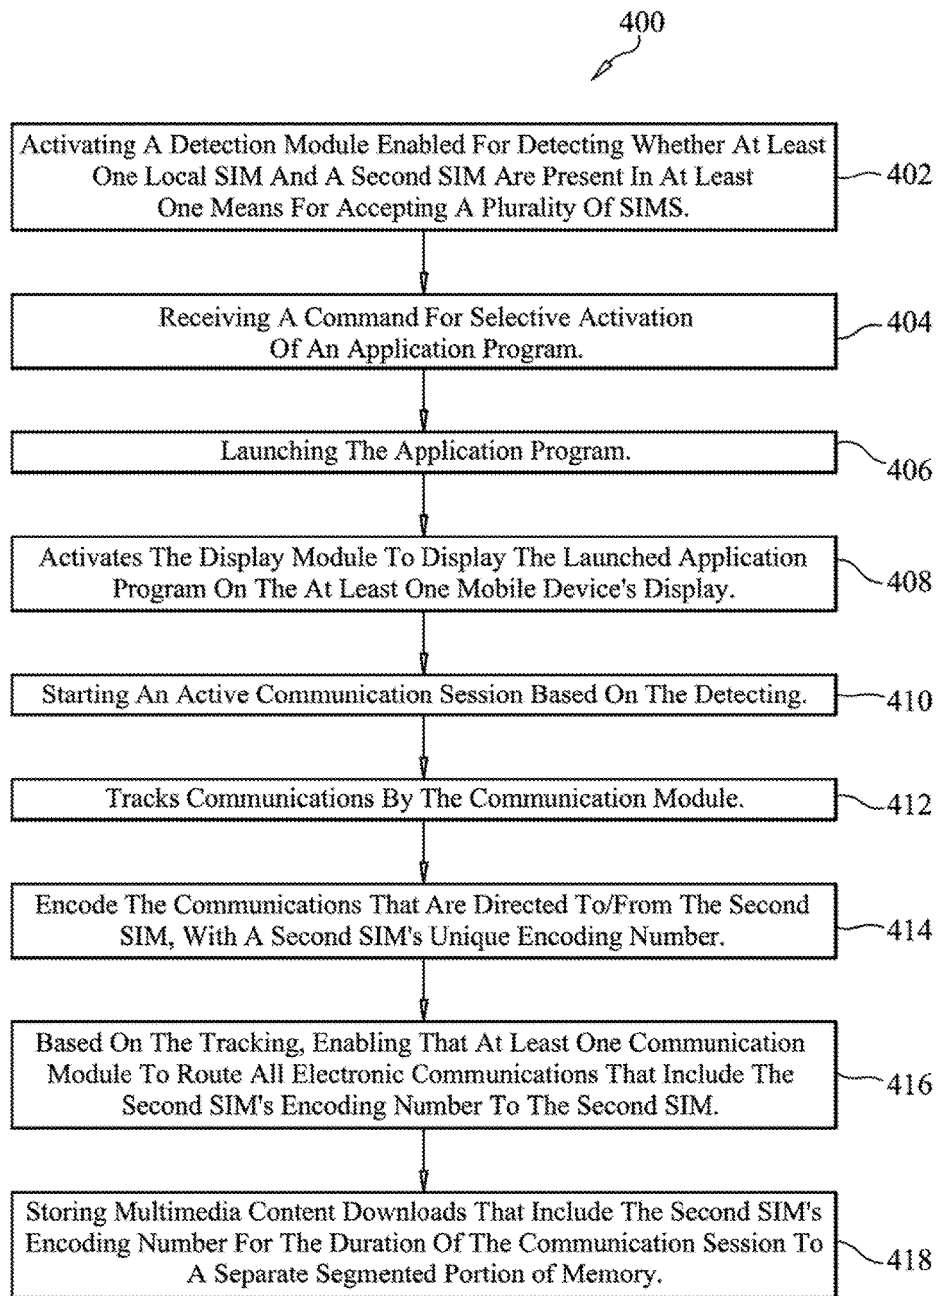 400
Activating A Detection Module Enabled For Detecting Whether At Least
One Local SIM And A Second SIM Are Present In At Least
One Means For Accepting A Plurality Of SIMS.
402
Receiving A Command For Selective Activation
Of An Application Program.
404
Launching The Application Program.
406
Activates The Display Module To Display The Launched Application
Program On The At Least One Mobile Device's Display.
408
Starting An Active Communication Session Based On The Detecting.
410
Tracks Communications By The Communication Module.
412
Encode The Communications That Are Directed To/From The Second
SIM, With A Second SIM's Unique Encoding Number.
414
Based On The Tracking, Enabling That At Least One Communication
Module To Route All Electronic Communications That Include The
Second SIM's Encoding Number To The Second SIM.
416
Storing Multimedia Content Downloads That Include The Second SIM's
Encoding Number For The Duration Of The Communication Session To
A Separate Segmented Portion of Memory.
418